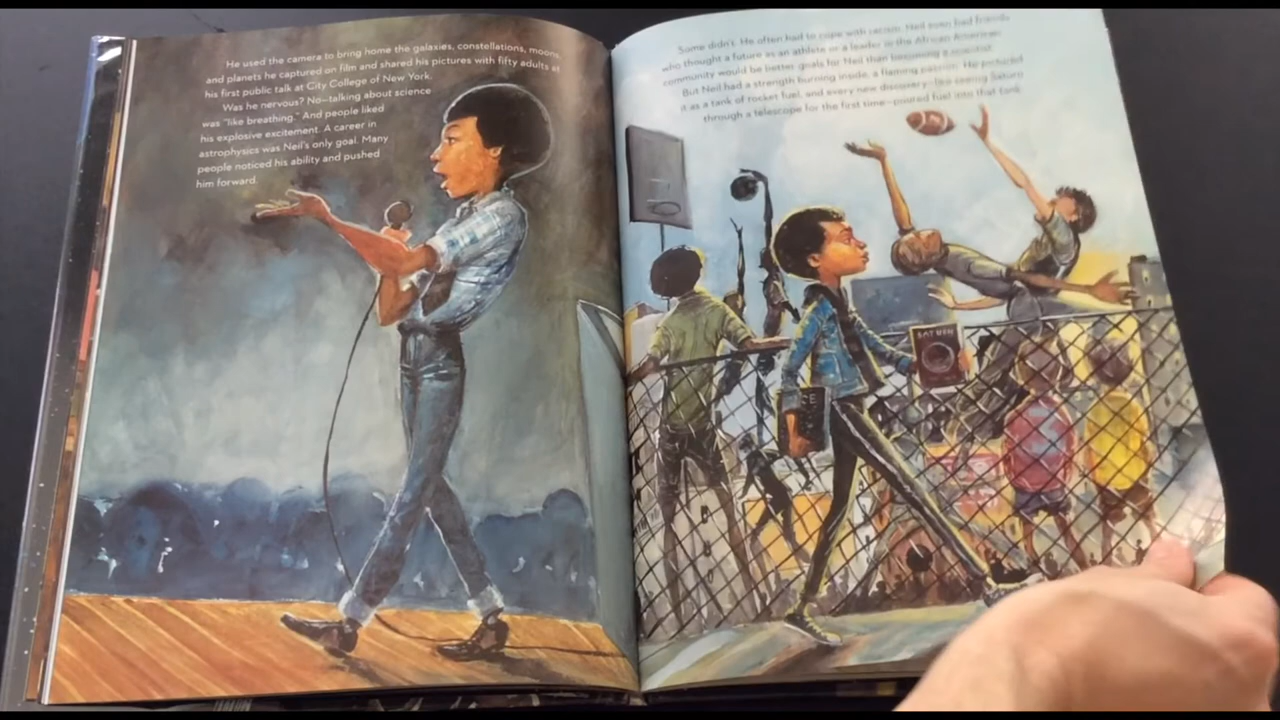 He used the camera to bring home the galaxies, constellations, moons,
and planets he captured on film and shared his pictures with fifty adults at
his first public talk at City College of New York.
Was he nervous? No—talking about science
was "like breathing." And people liked
his explosive excitement. A career in
astrophysics was Neil's only goal. Many
people noticed his ability and pushed
him forward.
Some didn't. He often had to cope with racism. Neil even had friends
who thought a future as an athlete or a leader in the African American
community would be better goals for Neil than becoming a scientist.
But Neil had a strength burning inside, a flaming passion. He pictured
it as a tank of rocket fuel, and every new discovery—like seeing Saturn
through a telescope for the first time—poured fuel into that tank.
SATURN